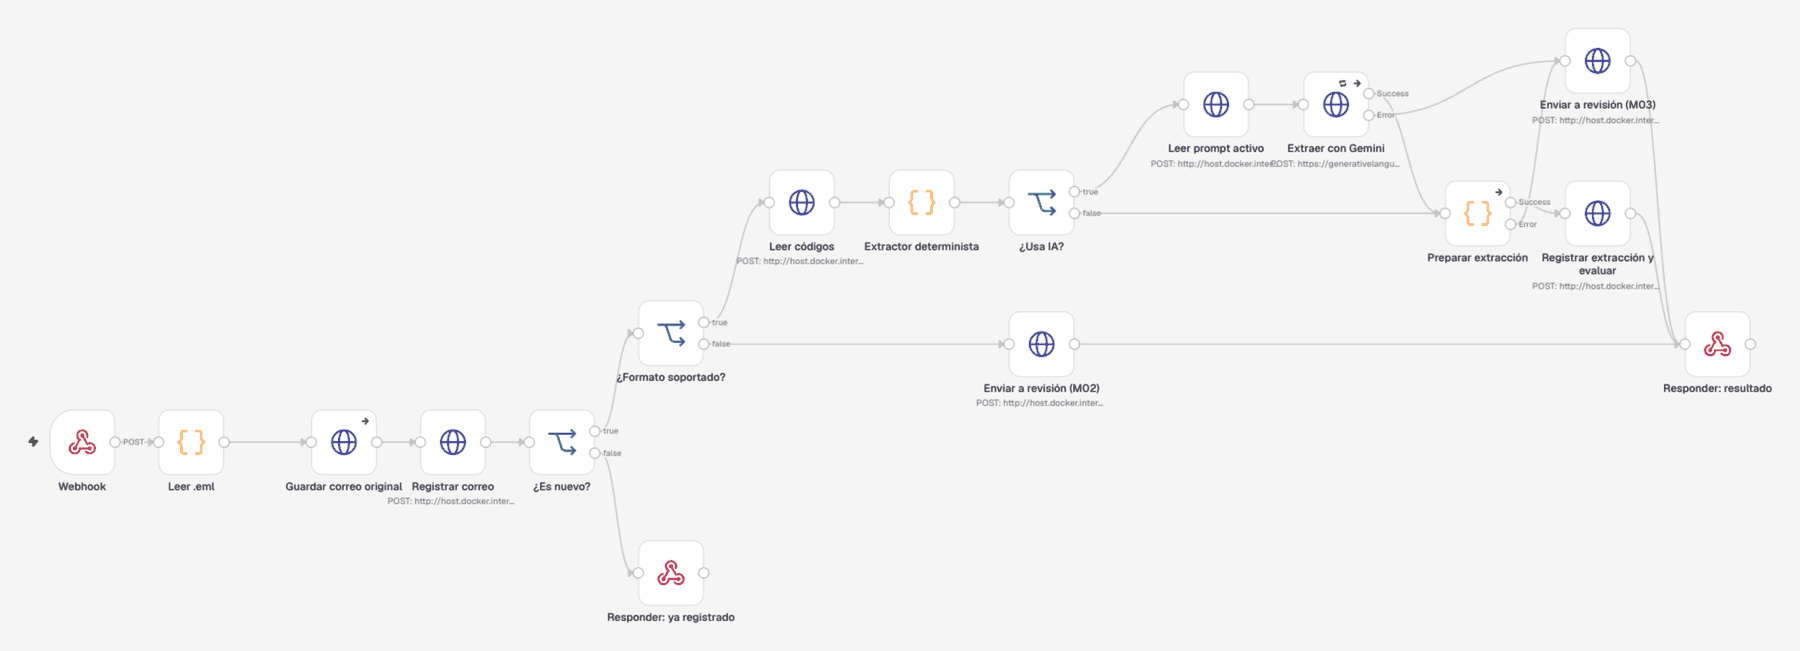 Enviar a revisión (M03)
POST: http://host.docker.inter...
Success
Error
Leer prompt activo
POST: http://host.docker.inter...
Extraer con Gemini
POST: https://generativelangu...
true
false
Success
Error
Leer códigos
POST: http://host.docker.inter...
Extractor determinista
¿Usa IA?
Preparar extracción
Registrar extracción y
evaluar
POST: http://host.docker.inter...
true
false
¿Formato soportado?
Enviar a revisión (M02)
POST: http://host.docker.inter...
Responder: resultado
POST
true
false
Webhook
Leer .eml
Guardar correo original
Registrar correo
POST: http://host.docker.inter...
¿Es nuevo?
Responder: ya registrado